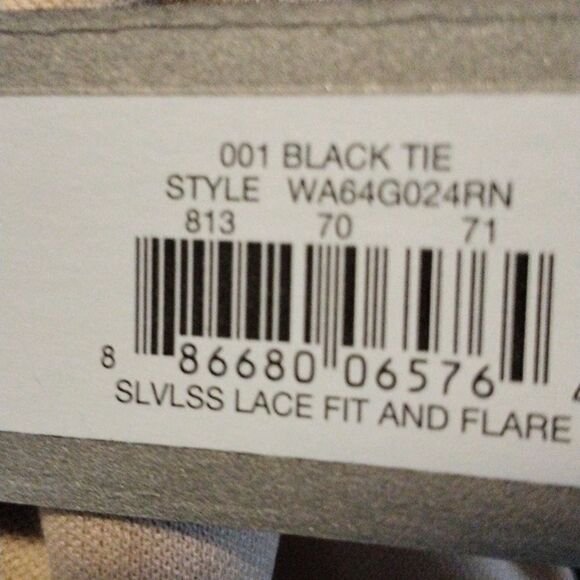 001 BLACK TIE
STYLE WA64G024RN
813 70 71
8 86680 06576
SLVLSS LACE FIT AND FLARE